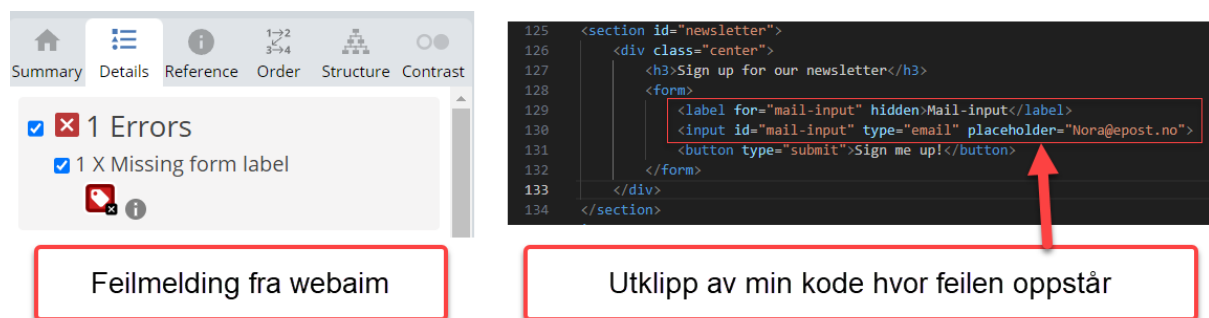 Summary Details Reference Order Structure Contrast
1→2
3→4
1 Errors
1 X Missing form label
Feilmelding fra webaim
125 <section id="newsletter">
126 <div class="center">
127 <h3>Sign up for our newsletter</h3>
128 <form>
129 <label for="mail-input" hidden>Mail-input</label>
130 <input id="mail-input" type="email" placeholder="Nora@epost.no">
131 <button type="submit">Sign me up!</button>
132 </form>
133 </div>
134 </section>
Utklipp av min kode hvor feilen oppstår